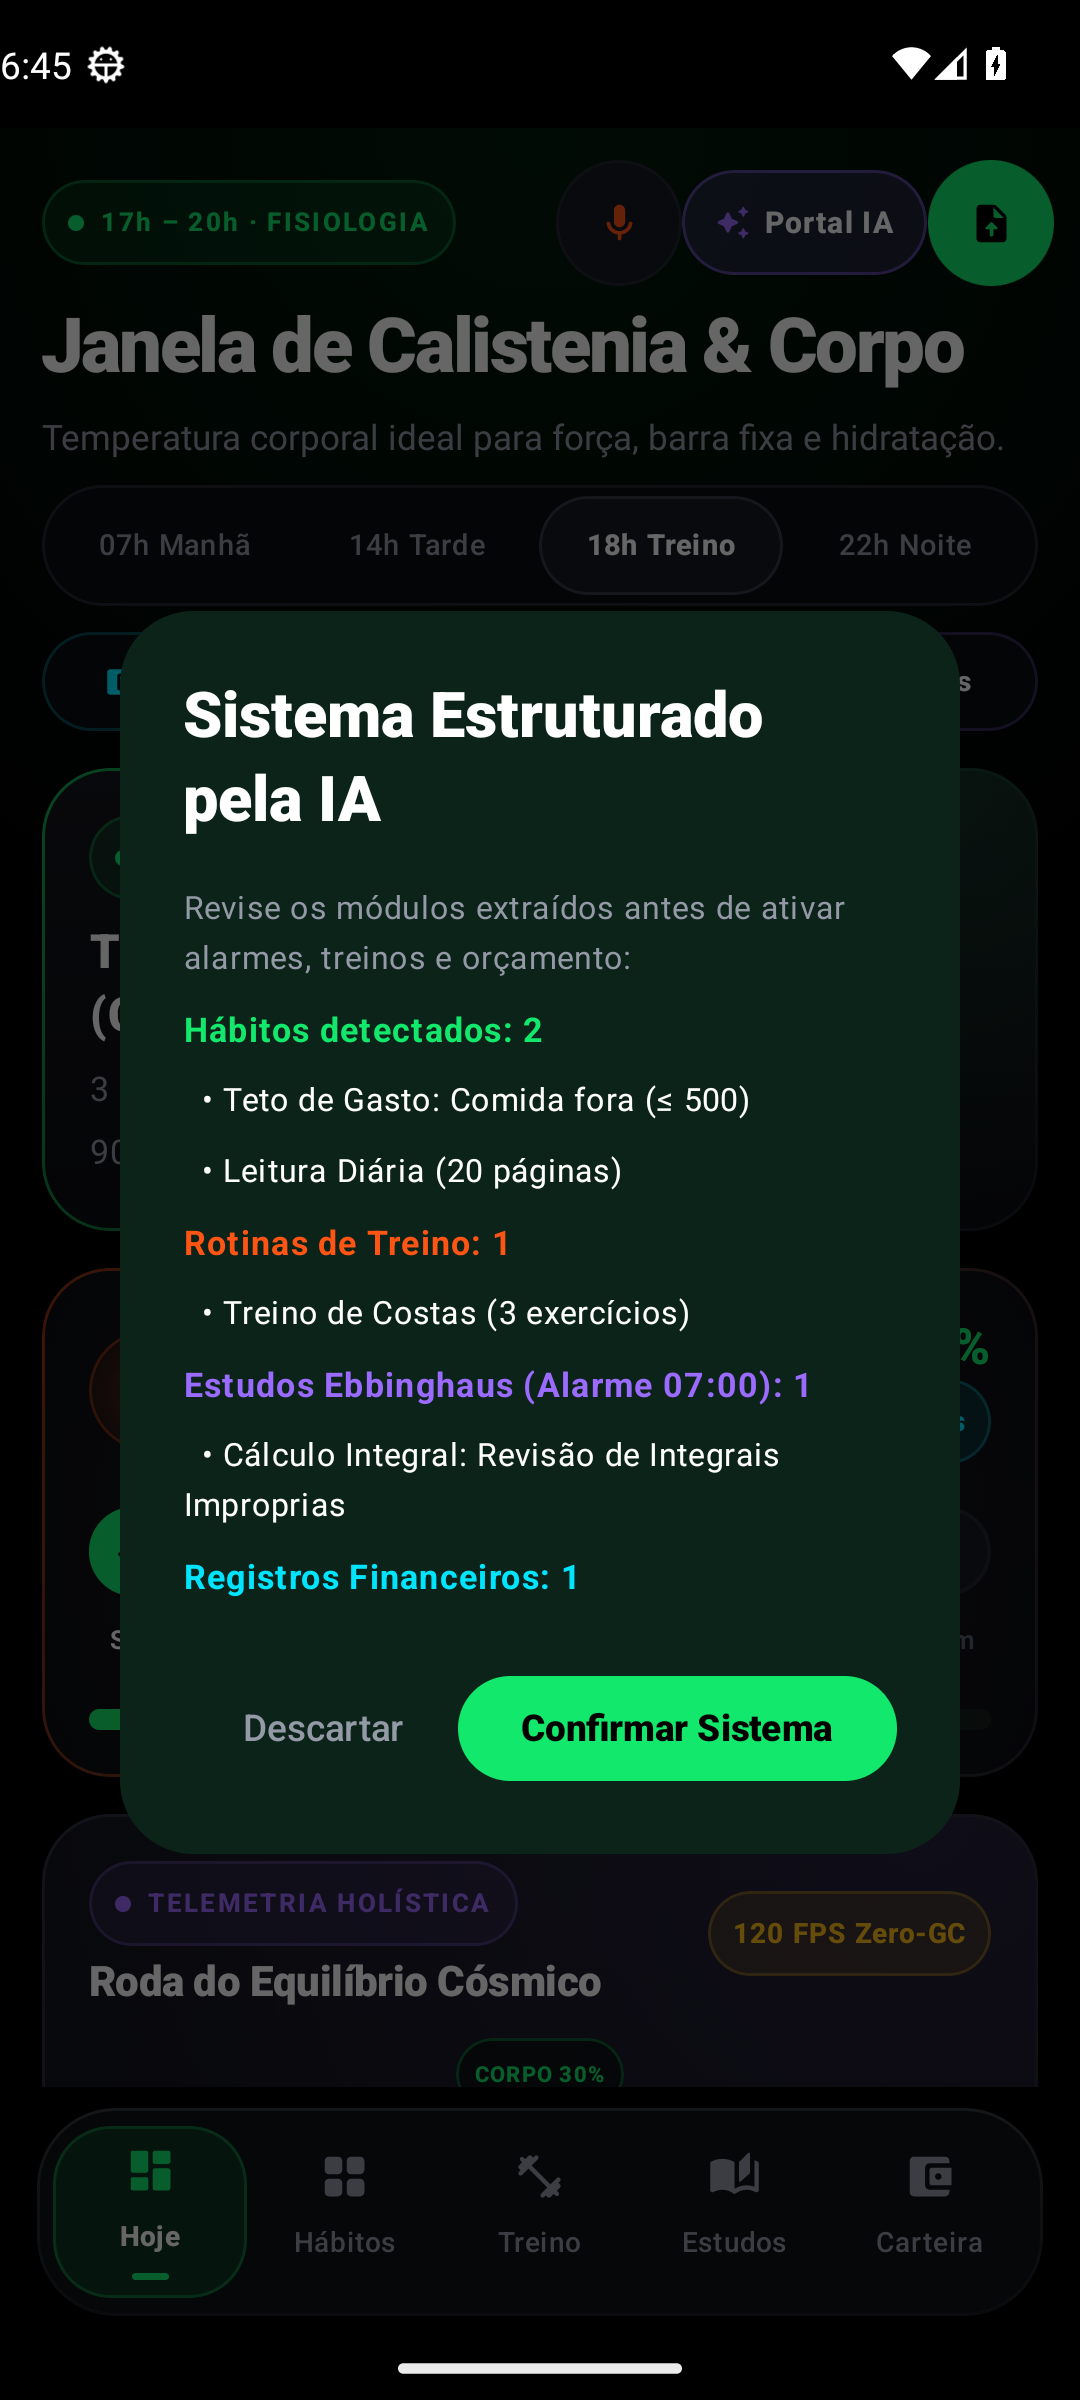 6:45
17h – 20h · FISIOLOGIA
Portal IA
Janela de Calistenia & Corpo
Temperatura corporal ideal para força, barra fixa e hidratação.
07h Manhã
14h Tarde
18h Treino
22h Noite
Sistema Estruturado
pela IA
Revise os módulos extraídos antes de ativar
alarmes, treinos e orçamento:
Hábitos detectados: 2
• Teto de Gasto: Comida fora (≤ 500)
• Leitura Diária (20 páginas)
Rotinas de Treino: 1
• Treino de Costas (3 exercícios)
Estudos Ebbinghaus (Alarme 07:00): 1
• Cálculo Integral: Revisão de Integrais
Impróprias
Registros Financeiros: 1
Descartar
Confirmar Sistema
TELEMETRIA HOLÍSTICA
120 FPS Zero-GC
Roda do Equilíbrio Cósmico
CORPO 30%
Hoje
Hábitos
Treino
Estudos
Carteira